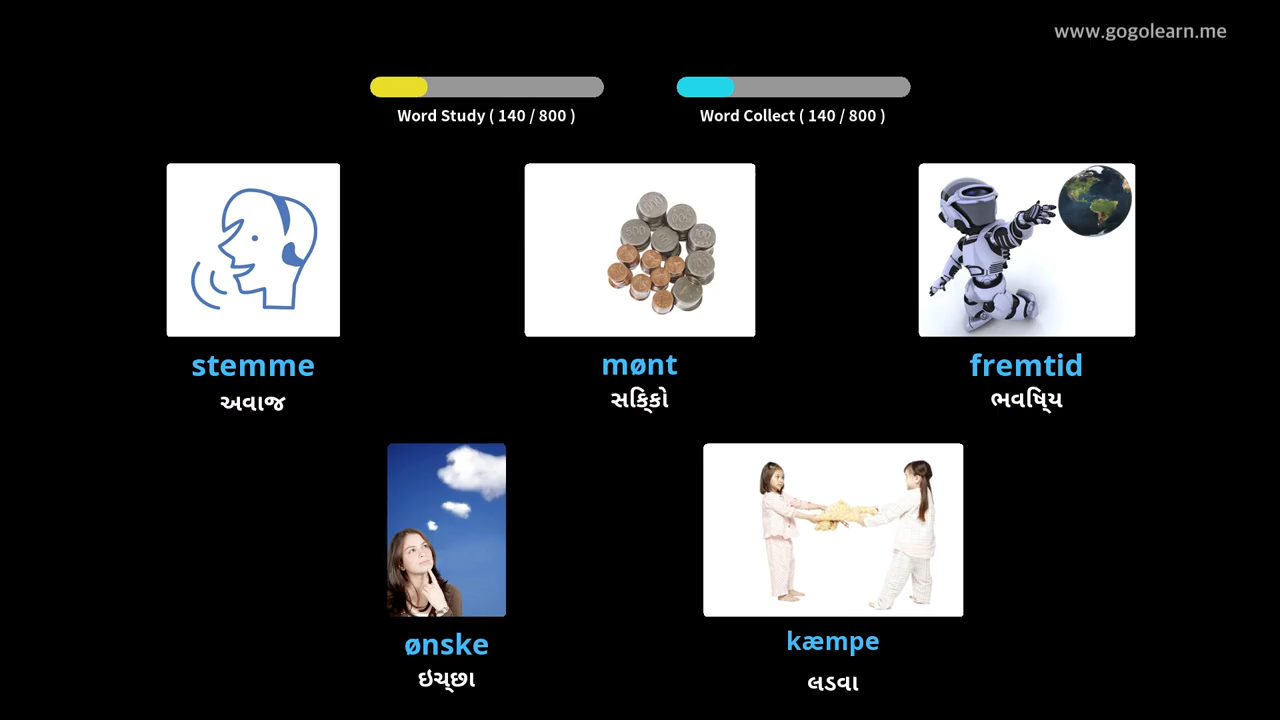 www.gogolearn.me
Word Study ( 140 / 800 )
Word Collect ( 140 / 800 )
stemme
અવાજ
mønt
સિક્કો
fremtid
ભવિષ્ય
ønske
ઇચ્છા
kæmpe
લડવા